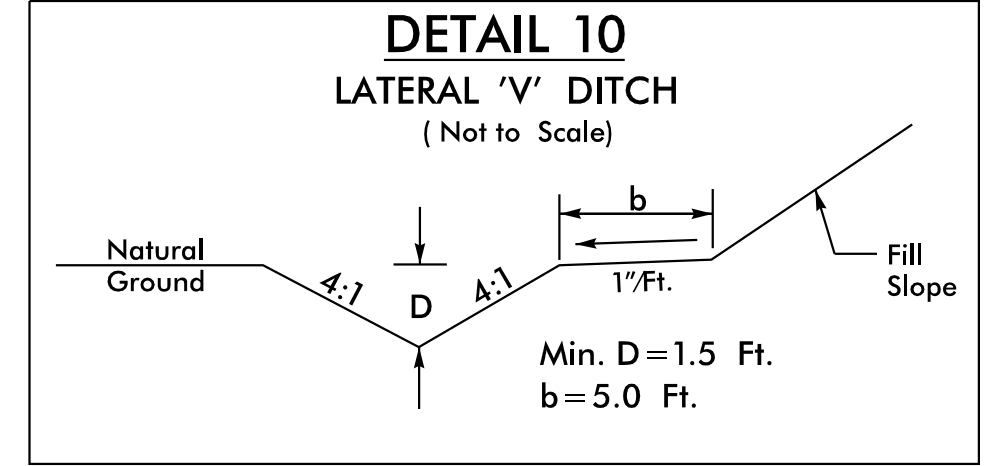 DETAIL 10
LATERAL 'V' DITCH
( Not to Scale)
b
Natural
Ground
4:1
D
4:1
1"/Ft.
Fill
Slope
Min. D=1.5 Ft.
b=5.0 Ft.